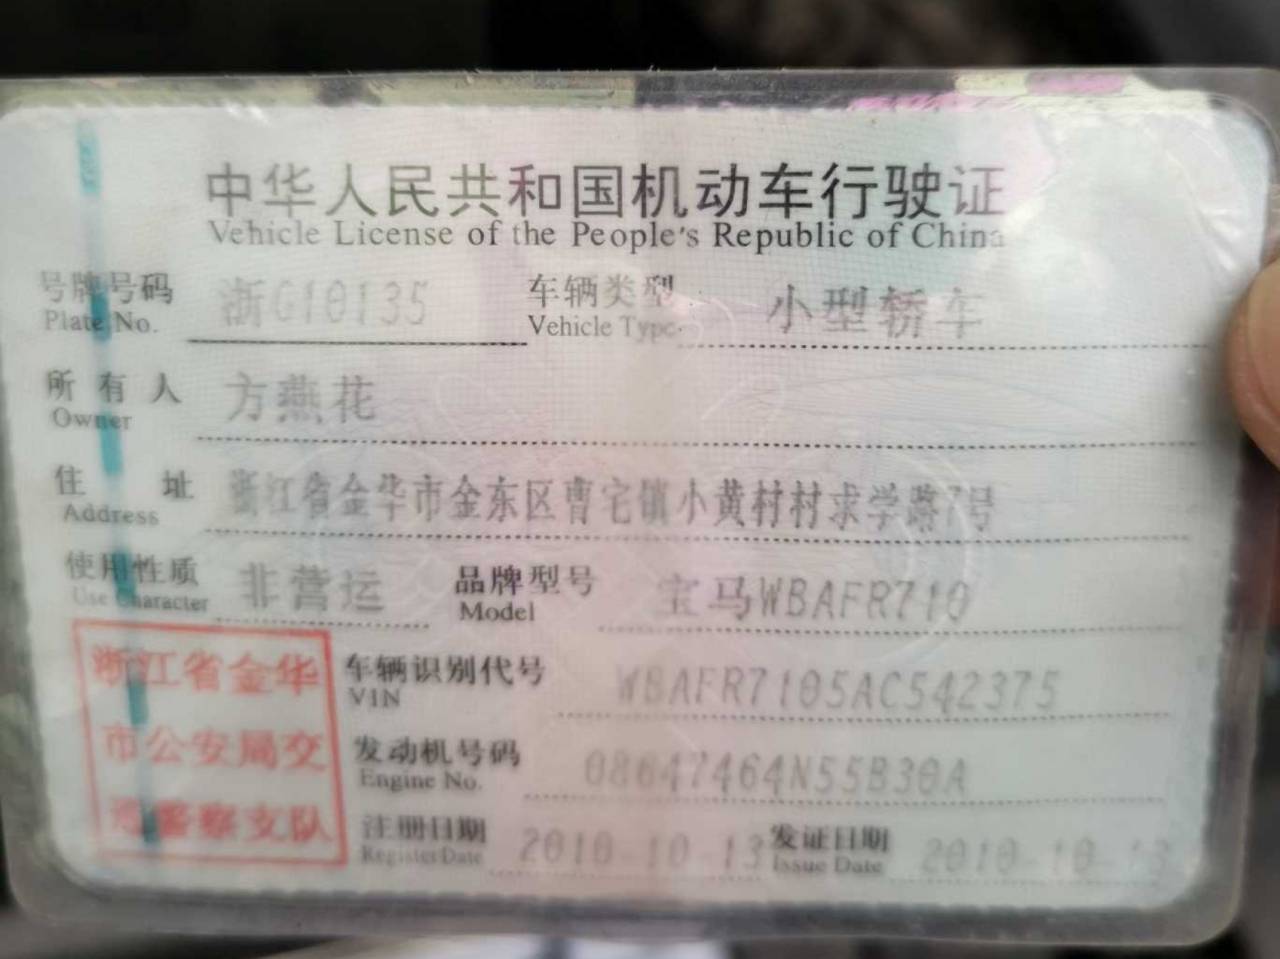 中华人民共和国机动车行驶证
Vehicle License of the People's Republic of China
号牌号码 浙G10135 车辆类型 小型轿车
Plate No. Vehicle Type
所有人 方燕花
Owner
住址 浙江省金华市金东区曹宅镇小黄村村求学路7号
Address
使用性质 非营运 品牌型号 宝马WBAFR710
Use Character Model
浙江省金华 车辆识别代号 WBAFR7105AC542375
VIN
市公安局交 发动机号码 08647464N55B30A
Engine No.
通警察支队 注册日期 2010-10-13 发证日期 2010-10-13
Register Date Issue Date